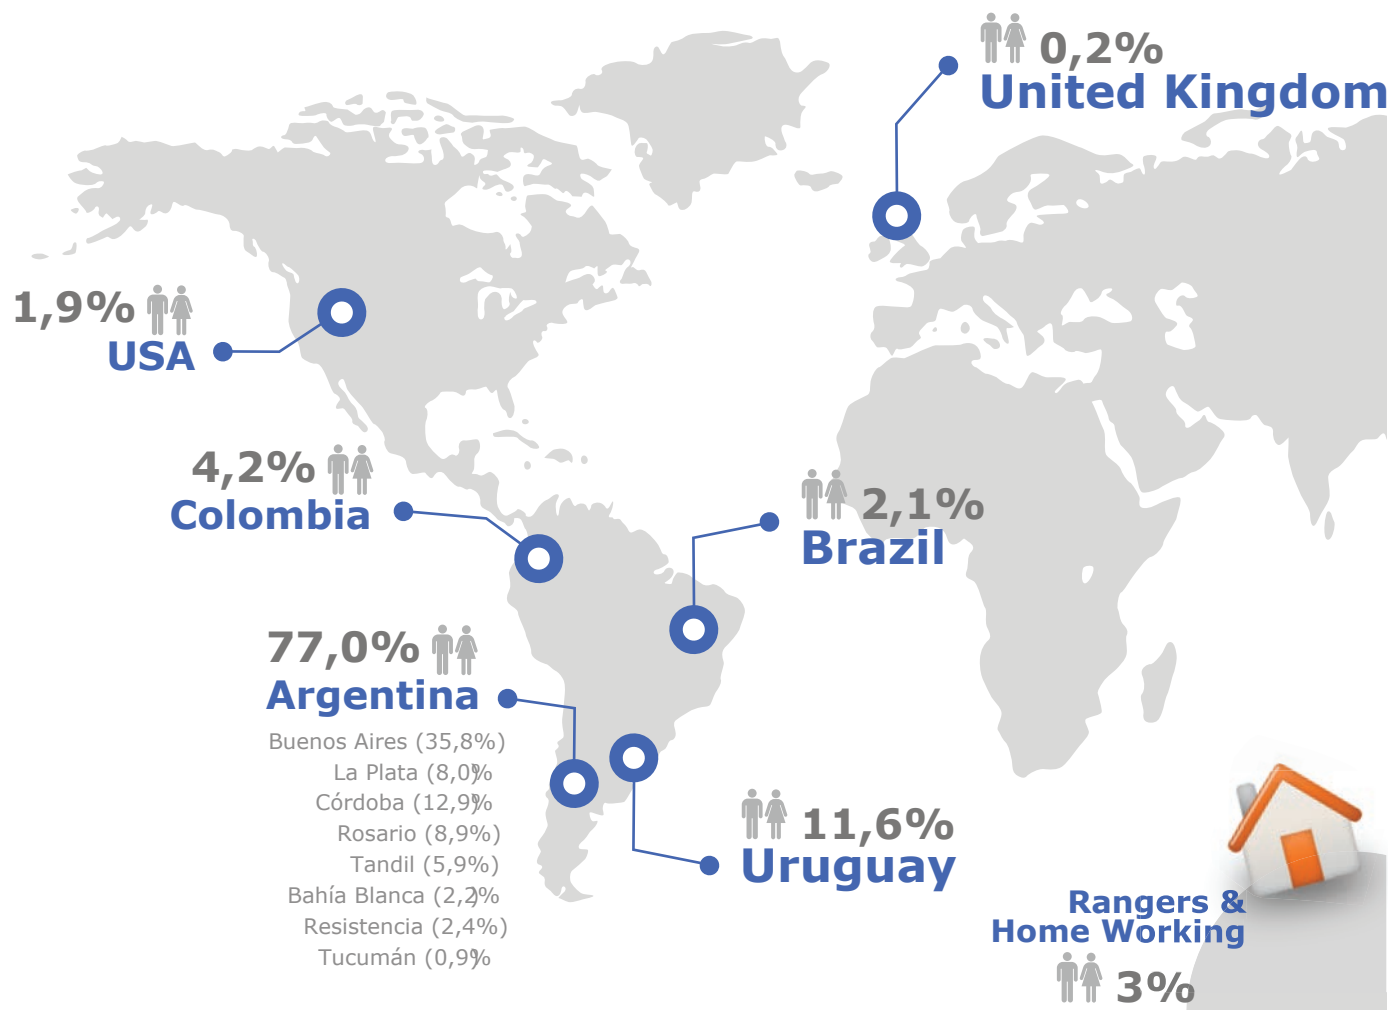 0,2%
United Kingdom
1,9%
USA
4,2%
Colombia
2,1%
Brazil
77,0%
Argentina
Buenos Aires (35,8%)
La Plata (8,0%)
Córdoba (12,9%
Rosario (8,9%)
Tandil (5,9%)
Bahía Blanca (2,2)%
Resistencia (2,4%)
Tucumán (0,9)%
11,6%
Uruguay
Rangers &
Home Working
3%